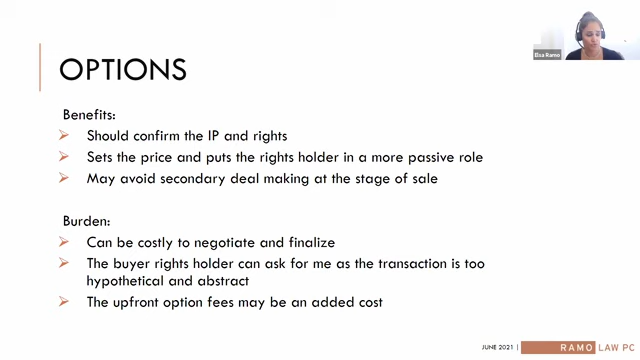 OPTIONS
Elsa Ramo
Benefits:
Should confirm the IP and rights
Sets the price and puts the rights holder in a more passive role
May avoid secondary deal making at the stage of sale
Burden:
Can be costly to negotiate and finalize
The buyer rights holder can ask for me as the transaction is too
hypothetical and abstract
The upfront option fees may be an added cost
JUNE 2021 |
RAMO LAW PC